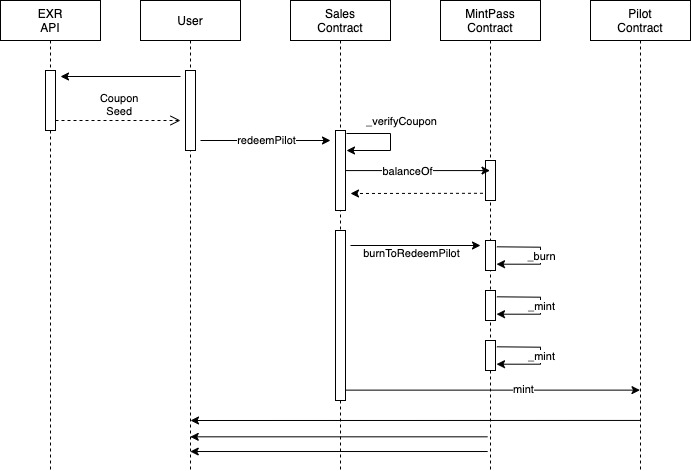 EXR
API
User
Sales
Contract
MintPass
Contract
Pilot
Contract
Coupon
Seed
_verifyCoupon
redeemPilot
balanceOf
burnToRedeemPilot
_burn
_mint
_mint
mint